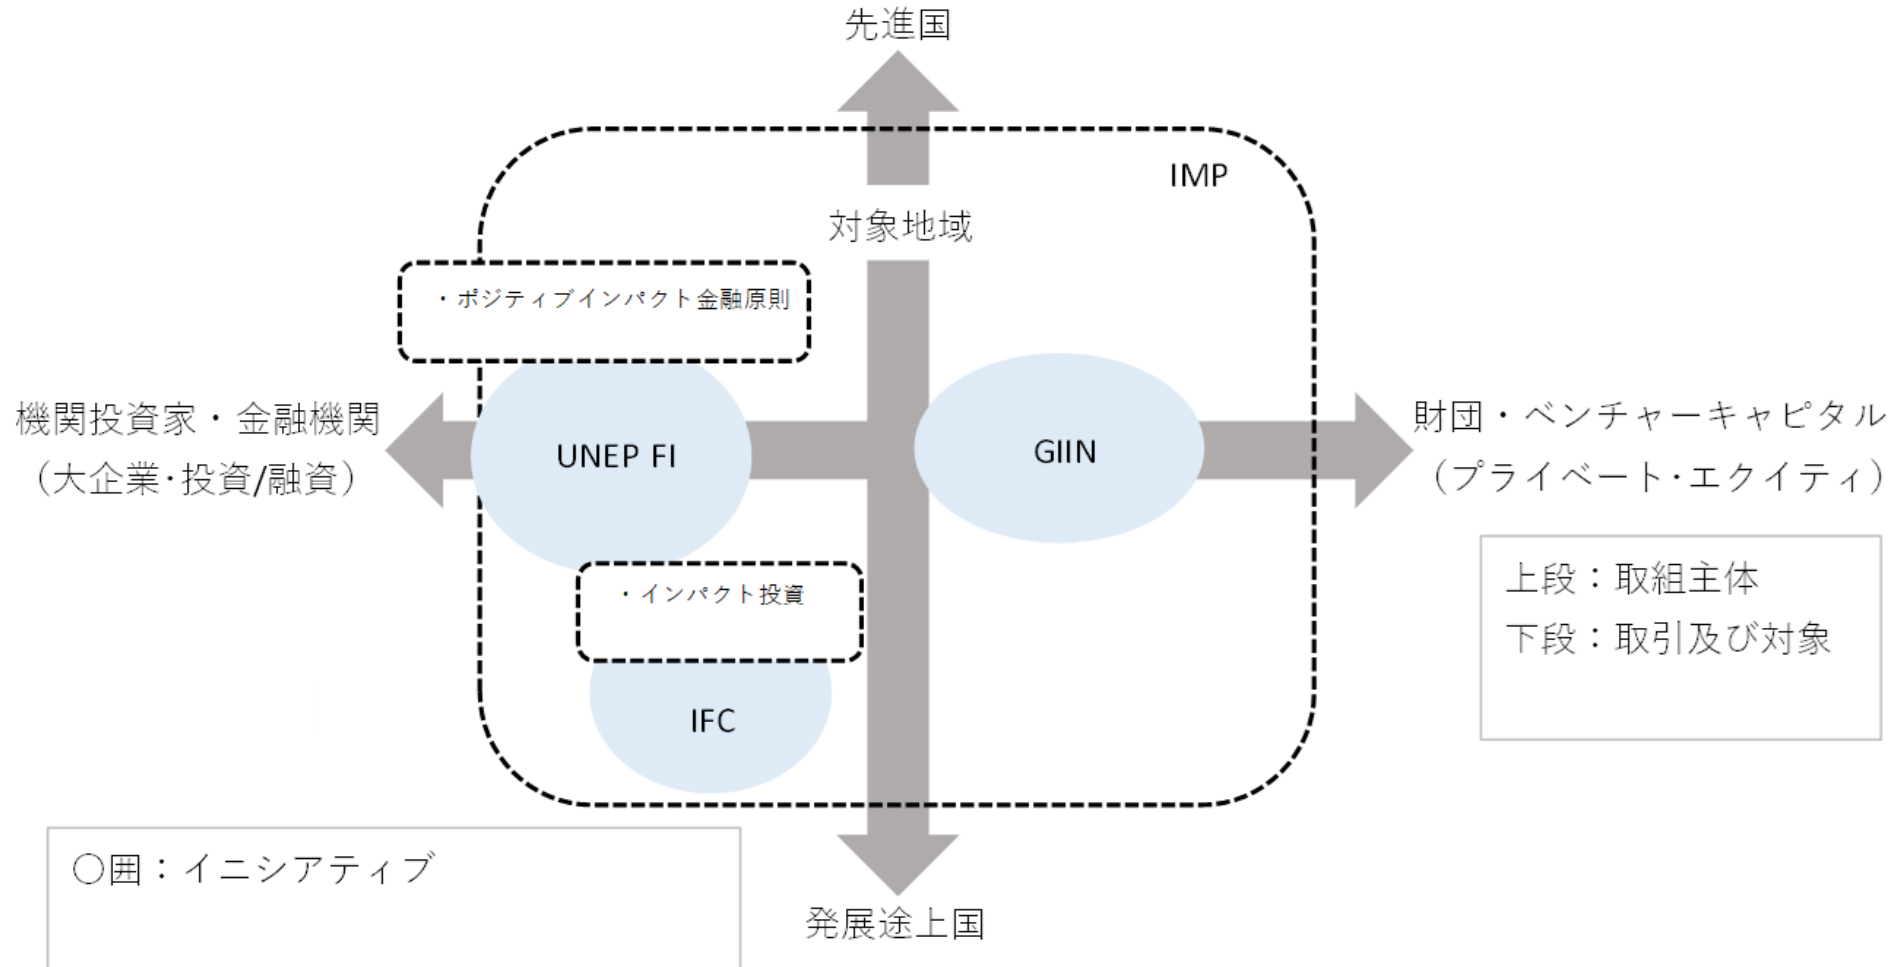 先進国
IMP
対象地域
・ポジティブインパクト金融原則
機関投資家・金融機関
（大企業･投資/融資）
UNEP FI
GIIN
財団・ベンチャーキャピタル
（プライベート･エクイティ）
・インパクト投資
上段：取組主体
下段：取引及び対象
IFC
〇囲：イニシアティブ
発展途上国